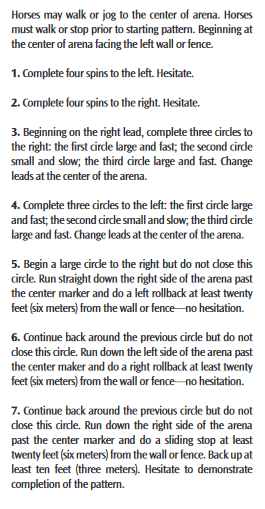 Horses may walk or jog to the center of arena. Horses
must walk or stop prior to starting pattern. Beginning at
the center of arena facing the left wall or fence.
1. Complete four spins to the left. Hesitate.
2. Complete four spins to the right. Hesitate.
3. Beginning on the right lead, complete three circles to
the right: the first circle large and fast; the second circle
small and slow; the third circle large and fast. Change
leads at the center of the arena.
4. Complete three circles to the left: the first circle large
and fast; the second circle small and slow; the third circle
large and fast. Change leads at the center of the arena.
5. Begin a large circle to the right but do not close this
circle. Run straight down the right side of the arena past
the center marker and do a left rollback at least twenty
feet (six meters) from the wall or fence—no hesitation.
6. Continue back around the previous circle but do not
close this circle. Run down the left side of the arena past
the center maker and do a right rollback at least twenty
feet (six meters) from the wall or fence—no hesitation.
7. Continue back around the previous circle but do not
close this circle. Run down the right side of the arena
past the center marker and do a sliding stop at least
twenty feet (six meters) from the wall or fence. Back up at
least ten feet (three meters). Hesitate to demonstrate
completion of the pattern.